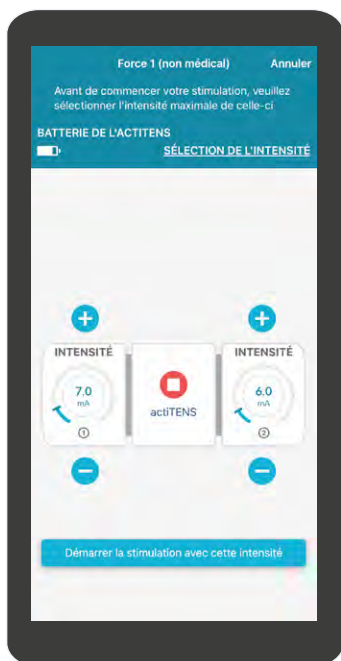 Force 1 (non médical) Annuler
Avant de commencer votre stimulation, veuillez
sélectionner l'intensité maximale de celle-ci
BATTERIE DE L'ACTITENS
SÉLECTION DE L'INTENSITÉ
INTENSITÉ INTENSITÉ
7.0 6.0
mA mA
actiTENS
1 2
Démarrer la stimulation avec cette intensité